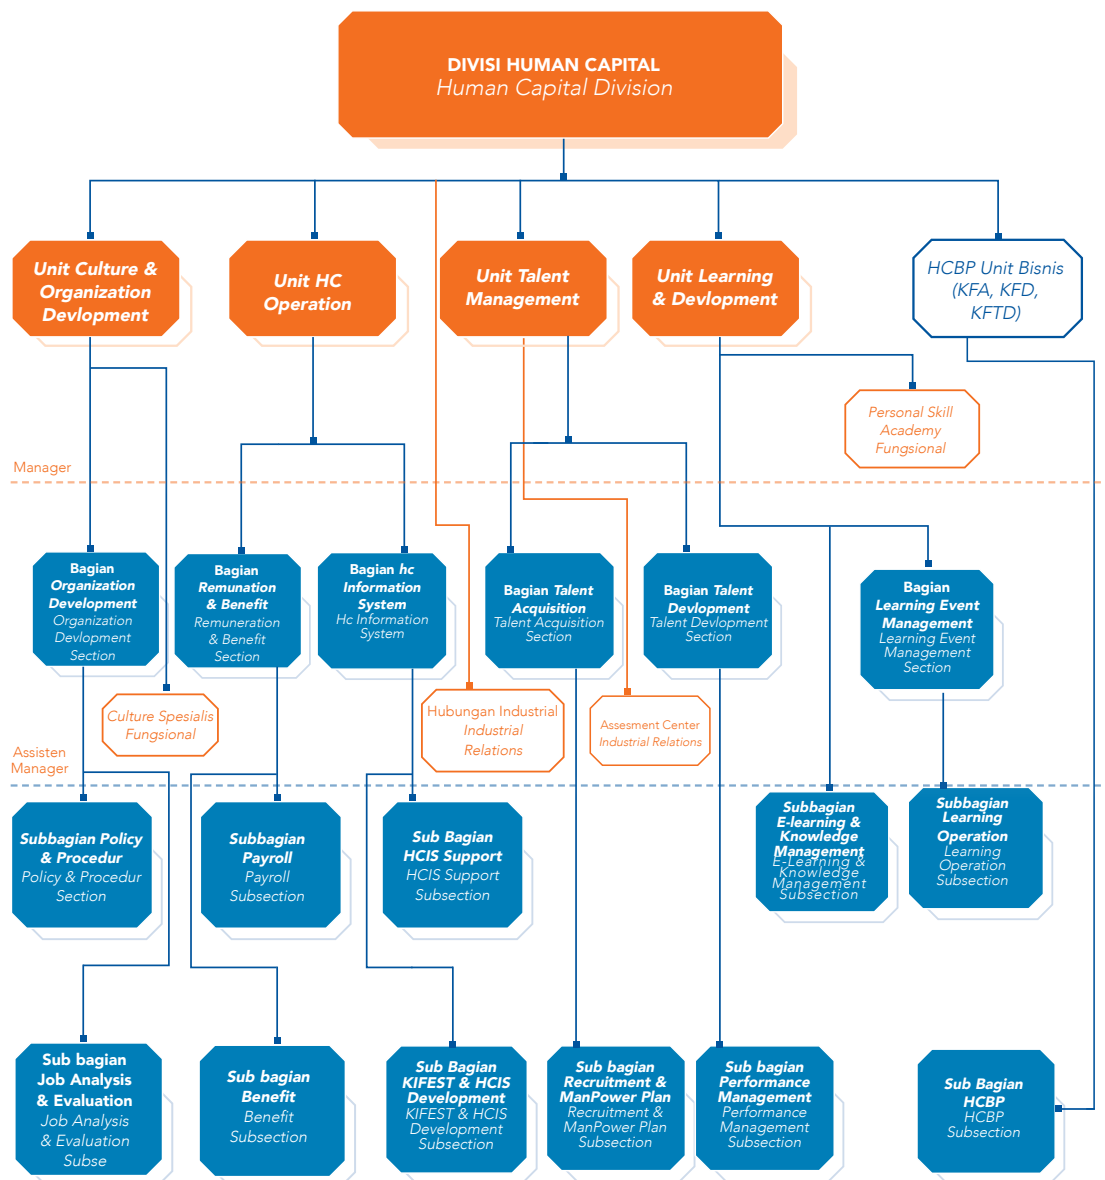 DIVISI HUMAN CAPITAL
Human Capital Division
Unit Culture &
Organization
Devlopment
Unit HC
Operation
Unit Talent
Management
Unit Learning
& Devlopment
HCBP Unit Bisnis
(KFA, KFD,
KFTD)
Personal Skill
Academy
Fungsional
Manager
Bagian
Organization
Development
Organization
Devlopment
Section
Bagian
Remunation
& Benefit
Remuneration
& Benefit
Section
Bagian hc
Information
System
Hc Information
System
Bagian Talent
Acquisition
Talent Acquisition
Section
Bagian Talent
Devlopment
Talent Devlopment
Section
Bagian
Learning Event
Management
Learning Event
Management
Section
Culture Spesialis
Fungsional
Hubungan Industrial
Industrial
Relations
Assesment Center
Industrial Relations
Assisten
Manager
Subbagian Policy
& Procedur
Policy & Procedur
Section
Subbagian
Payroll
Payroll
Subsection
Sub Bagian
HCIS Support
HCIS Support
Subsection
Subbagian
E-learning &
Knowledge
Management
E-Learning &
Knowledge
Management
Subsection
Subbagian
Learning
Operation
Learning
Operation
Subsection
Sub bagian
Job Analysis
& Evaluation
Job Analysis
& Evaluation
Subse
Sub bagian
Benefit
Benefit
Subsection
Sub Bagian
KIFEST & HCIS
Development
KIFEST & HCIS
Development
Subsection
Sub bagian
Recruitment &
ManPower Plan
Recruitment &
ManPower Plan
Subsection
Sub bagian
Performance
Management
Performance
Management
Subsection
Sub Bagian
HCBP
HCBP
Subsection